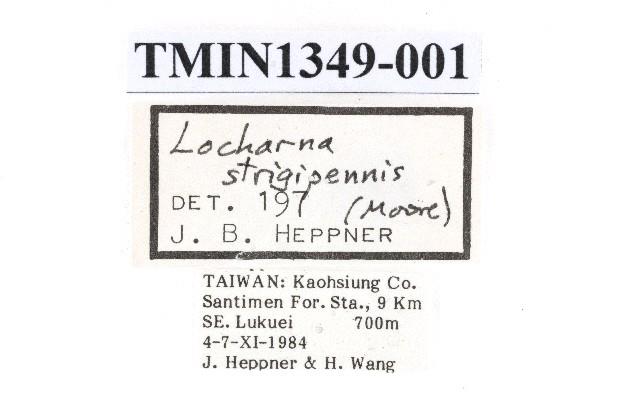 TMIN1349-001
Locharna
strigipennis
DET. 197 (Moore)
J. B. HEPPNER
TAIWAN: Kaohsiung Co.
Santimen For. Sta., 9 Km
SE. Lukuei 700m
4-7-XI-1984
J. Heppner & H. Wang